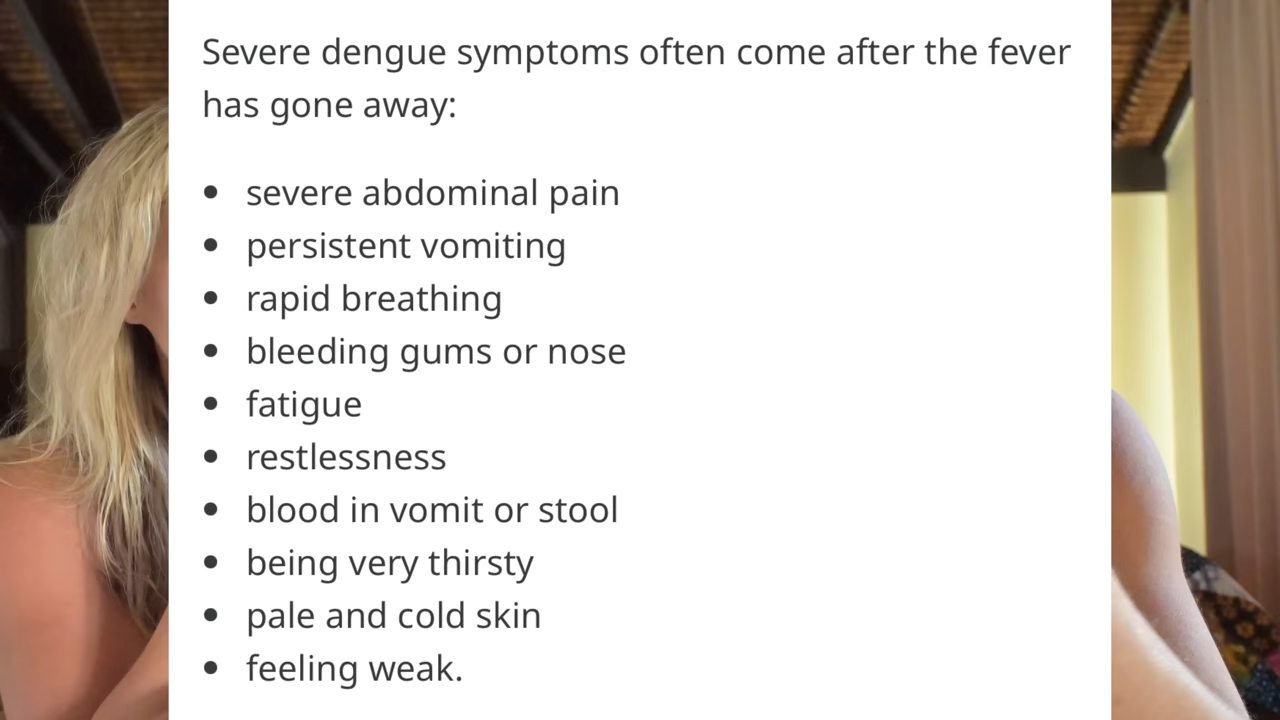 Severe dengue symptoms often come after the fever
has gone away:
• severe abdominal pain
• persistent vomiting
• rapid breathing
• bleeding gums or nose
• fatigue
• restlessness
• blood in vomit or stool
• being very thirsty
• pale and cold skin
• feeling weak.